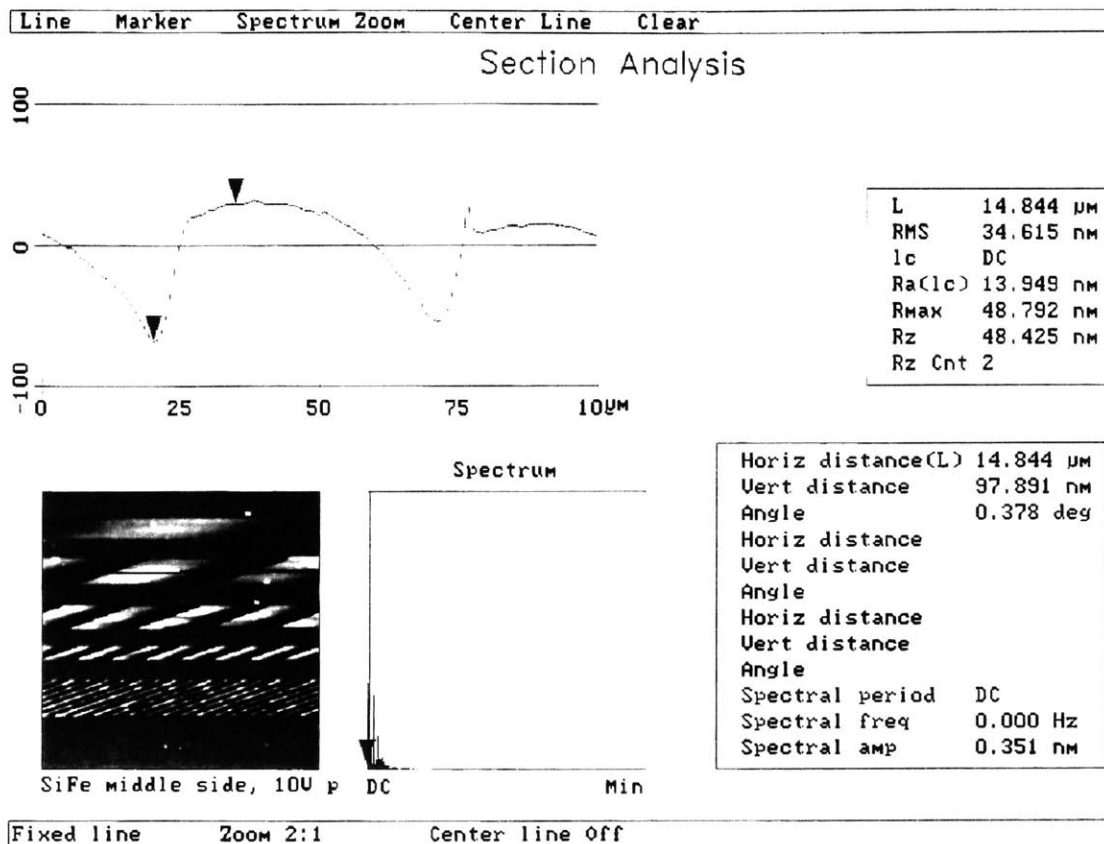 Line Marker Spectrum Zoom Center Line Clear
Section Analysis
100
0
-100
0 25 50 75 10μm
L 14.844 μm
RMS 34.615 nm
lc DC
Ra(lc) 13.949 nm
Rmax 48.792 nm
Rz 48.425 nm
Rz Cnt 2
Spectrum
DC Min
SiFe middle side, 10V p
Horiz distance(L) 14.844 μm
Vert distance 97.891 nm
Angle 0.378 deg
Horiz distance
Vert distance
Angle
Horiz distance
Vert distance
Angle
Spectral period DC
Spectral freq 0.000 Hz
Spectral amp 0.351 nm
Fixed line Zoom 2:1 Center line Off